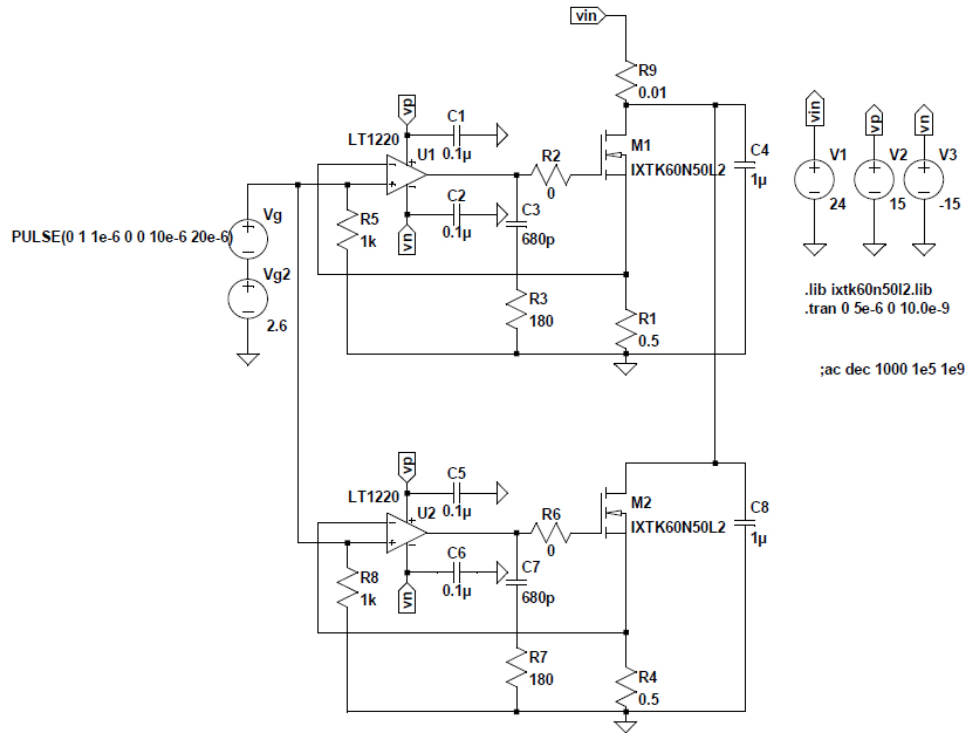 vin
R9
0.01
vp
C1
LT1220
U1
0.1µ
M1
R2
IXTK60N50L2
C4
1µ
0
C2
0.1µ
C3
680p
R5
1k
vn
Vg
PULSE(0 1 1e-6 0 0 10e-6 20e-6)
Vg2
2.6
R3
180
R1
0.5
vin
vp
vn
V1
V2
V3
24
15
-15
.lib ixtk60n50l2.lib
.tran 0 5e-6 0 10.0e-9
;ac dec 1000 1e5 1e9
vp
C5
LT1220
U2
0.1µ
M2
R6
IXTK60N50L2
C8
1µ
0
C6
0.1µ
C7
680p
R8
1k
vn
R7
180
R4
0.5